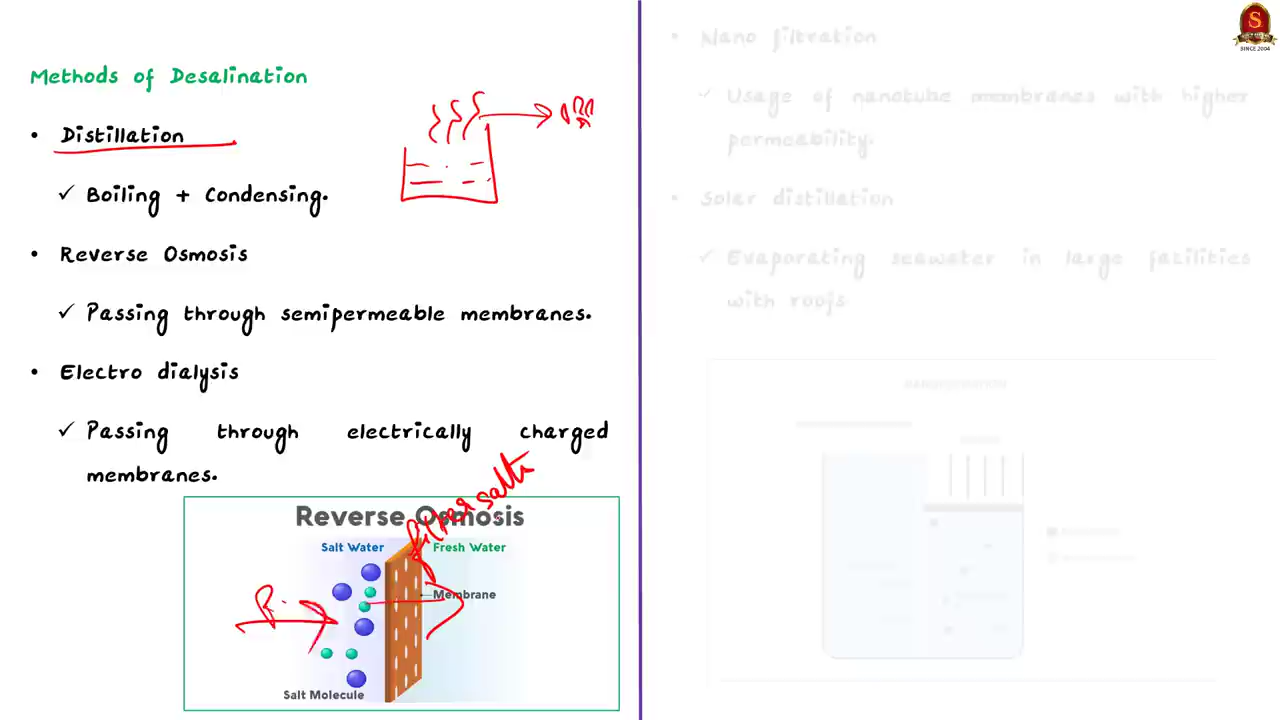 Methods of Desalination
• Distillation
✓ Boiling + Condensing.
• Reverse Osmosis
✓ Passing through semipermeable membranes.
• Electro dialysis
✓ Passing through electrically charged
membranes.
filter salts
Reverse Osmosis
Salt Water
Fresh Water
Membrane
Salt Molecule
• Nano filtration
✓ Usage of nanotube membranes with higher
permeability.
• Solar distillation
✓ Evaporating seawater in large facilities
with roofs
NANOFILTRATION
S
SINCE 2004